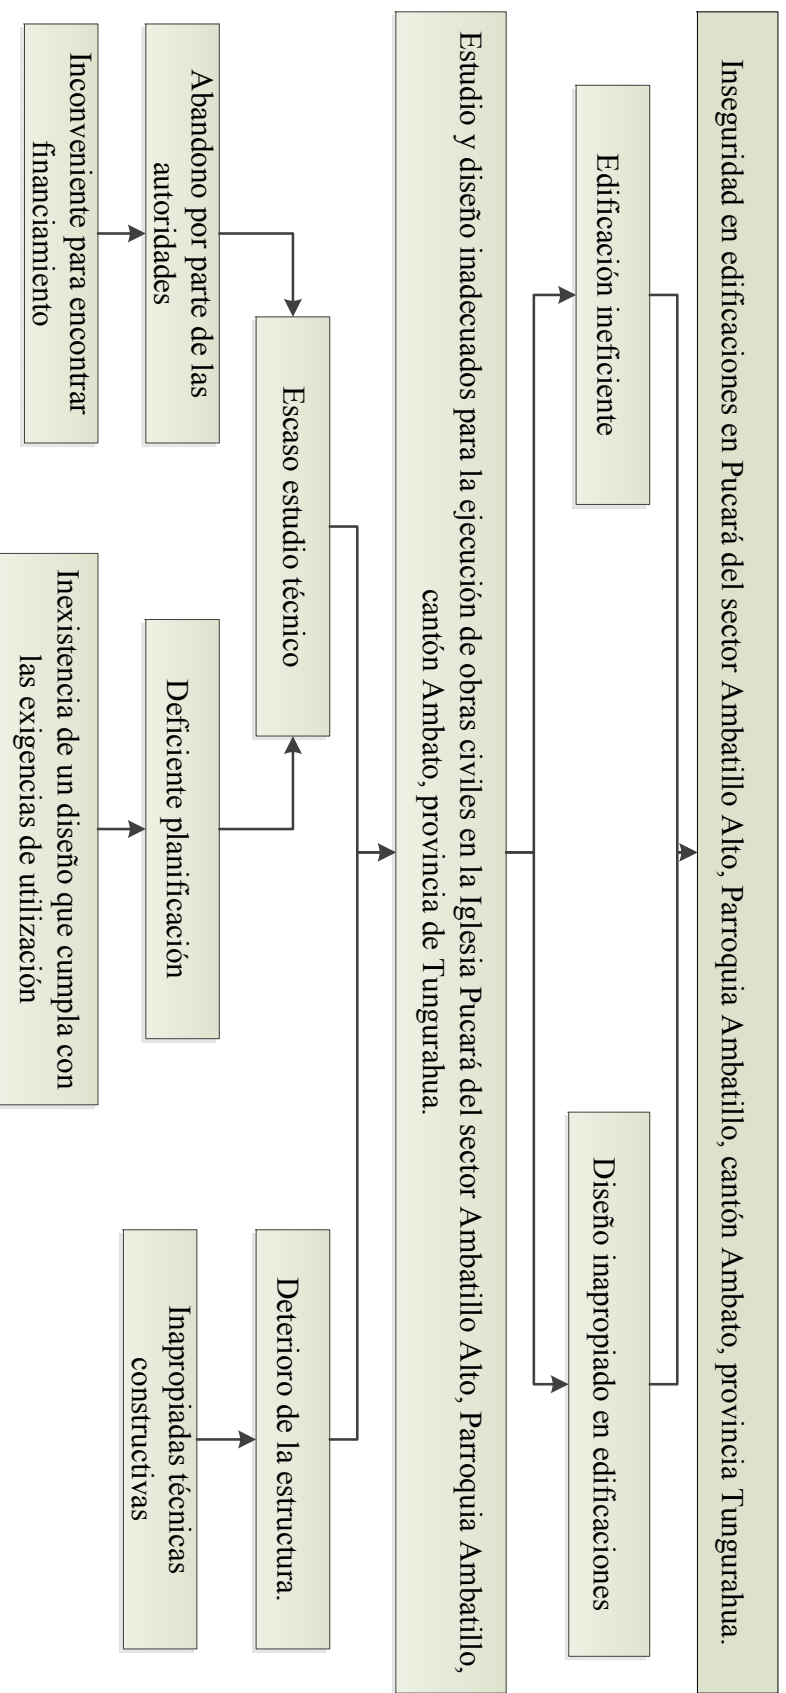 Inseguridad en edificaciones en Pucará del sector Ambatillo Alto, Parroquia Ambatillo, cantón Ambato, provincia Tungurahua.
Edificación ineficiente
Diseño inapropiado en edificaciones
Estudio y diseño inadecuados para la ejecución de obras civiles en la Iglesia Pucará del sector Ambatillo Alto, Parroquia Ambatillo,
cantón Ambato, provincia de Tungurahua.
Escaso estudio técnico
Deterioro de la estructura.
Abandono por parte de las
autoridades
Deficiente planificación
Inapropiadas técnicas
constructivas
Inconveniente para encontrar
financiamiento
Inexistencia de un diseño que cumpla con
las exigencias de utilización